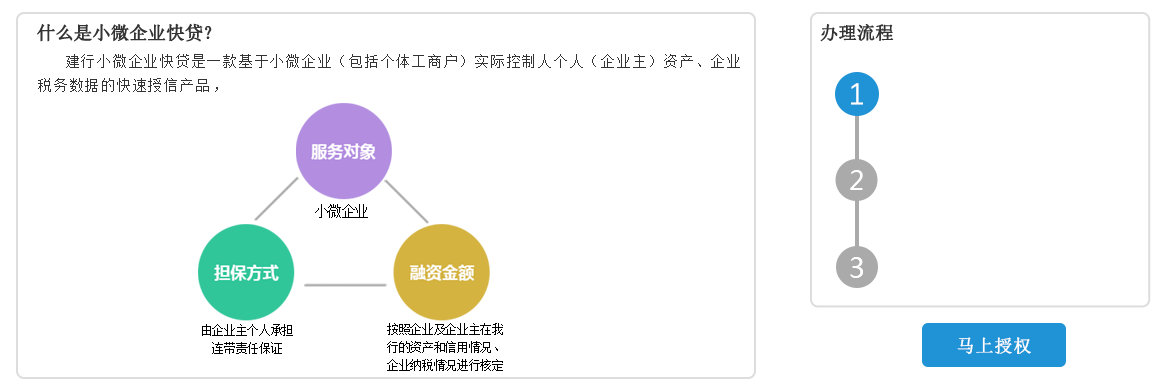 什么是小微企业快贷？
建行小微企业快贷是一款基于小微企业（包括个体工商户）实际控制人个人（企业主）资产、企业
税务数据的快速授信产品，
服务对象
小微企业
担保方式
由企业主个人承担
连带责任保证
融资金额
按照企业及企业主在我
行的资产和信用情况、
企业纳税情况进行核定
办理流程
1
2
3
马上授权